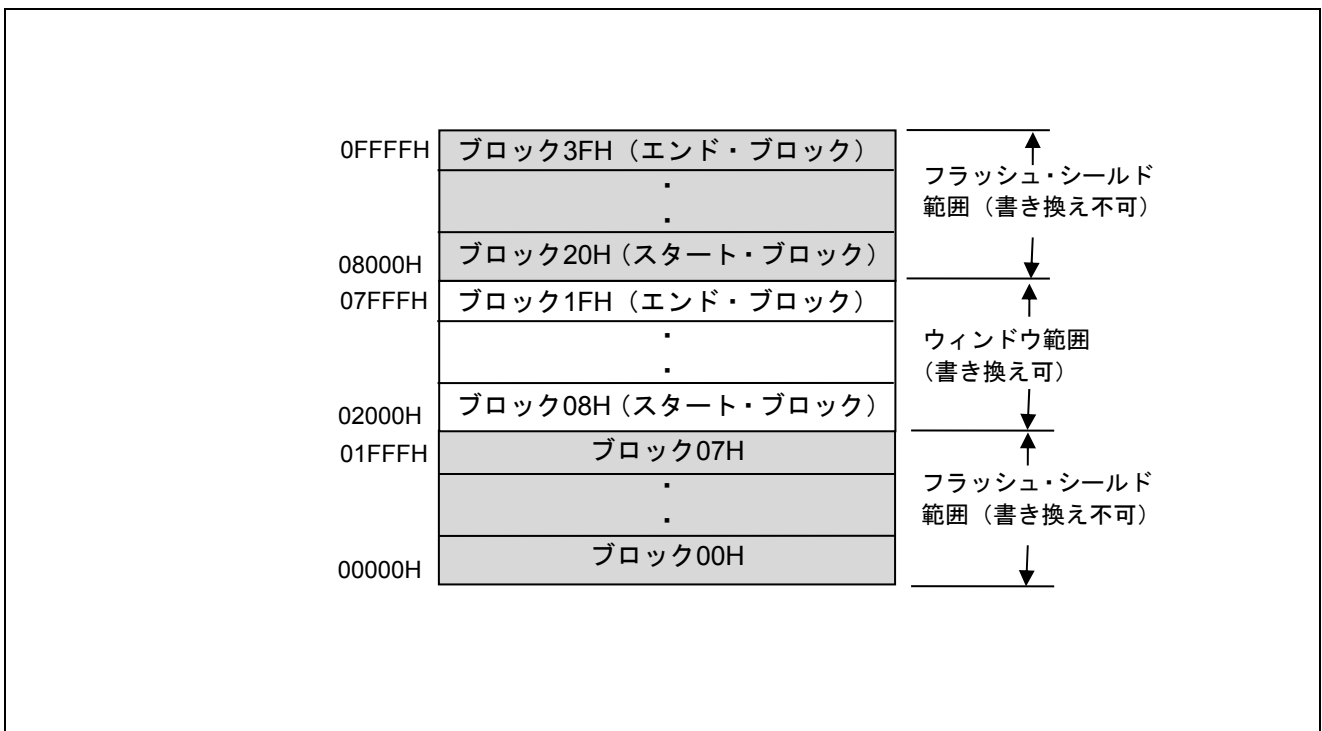 0FFFFH ブロック3FH（エンド・ブロック）
・
・
08000H ブロック20H（スタート・ブロック）
フラッシュ・シールド
範囲（書き換え不可）
07FFFH ブロック1FH（エンド・ブロック）
・
・
02000H ブロック08H（スタート・ブロック）
ウィンドウ範囲
（書き換え可）
01FFFH ブロック07H
・
・
00000H ブロック00H
フラッシュ・シールド
範囲（書き換え不可）